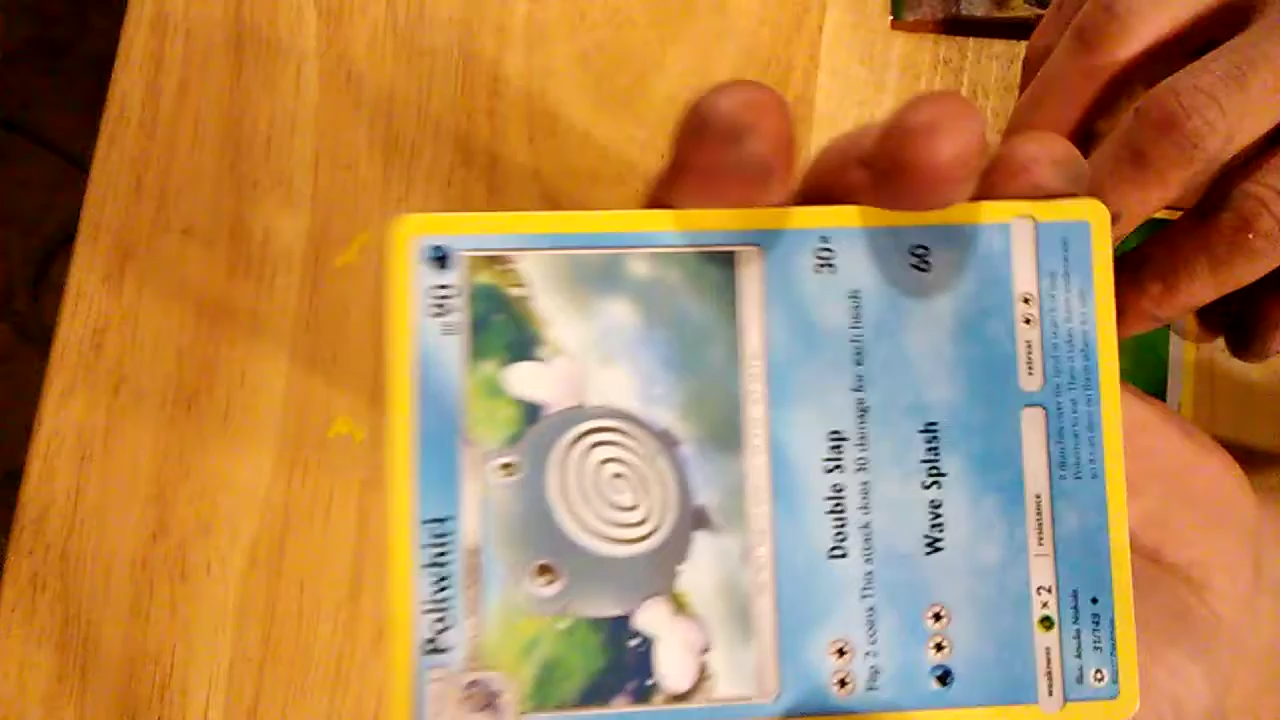 Poliwhirl 90
Double Slap 30×
Flip 2 coins. This attack does 30 damage for each heads.
Wave Splash 60
weakness ×2 resistance retreat
31/149